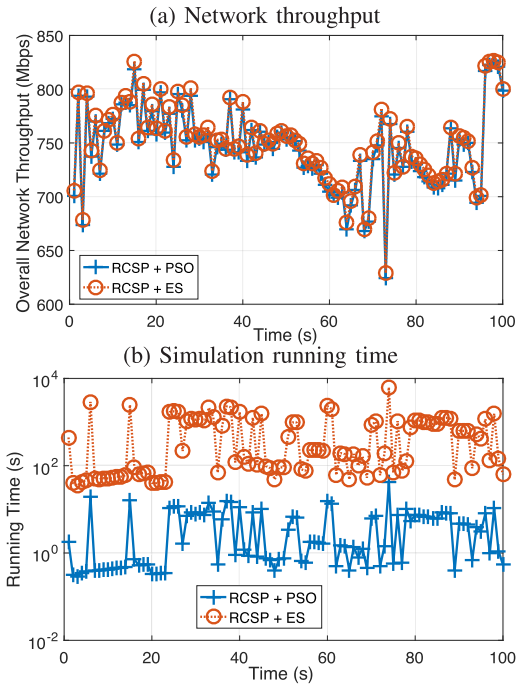 (a) Network throughput
Overall Network Throughput (Mbps)
850
800
750
700
650
600
RCSP + PSO
RCSP + ES
0 20 40 60 80 100
Time (s)
(b) Simulation running time
Running Time (s)
10^4
10^2
10^0
10^-2
RCSP + PSO
RCSP + ES
0 20 40 60 80 100
Time (s)